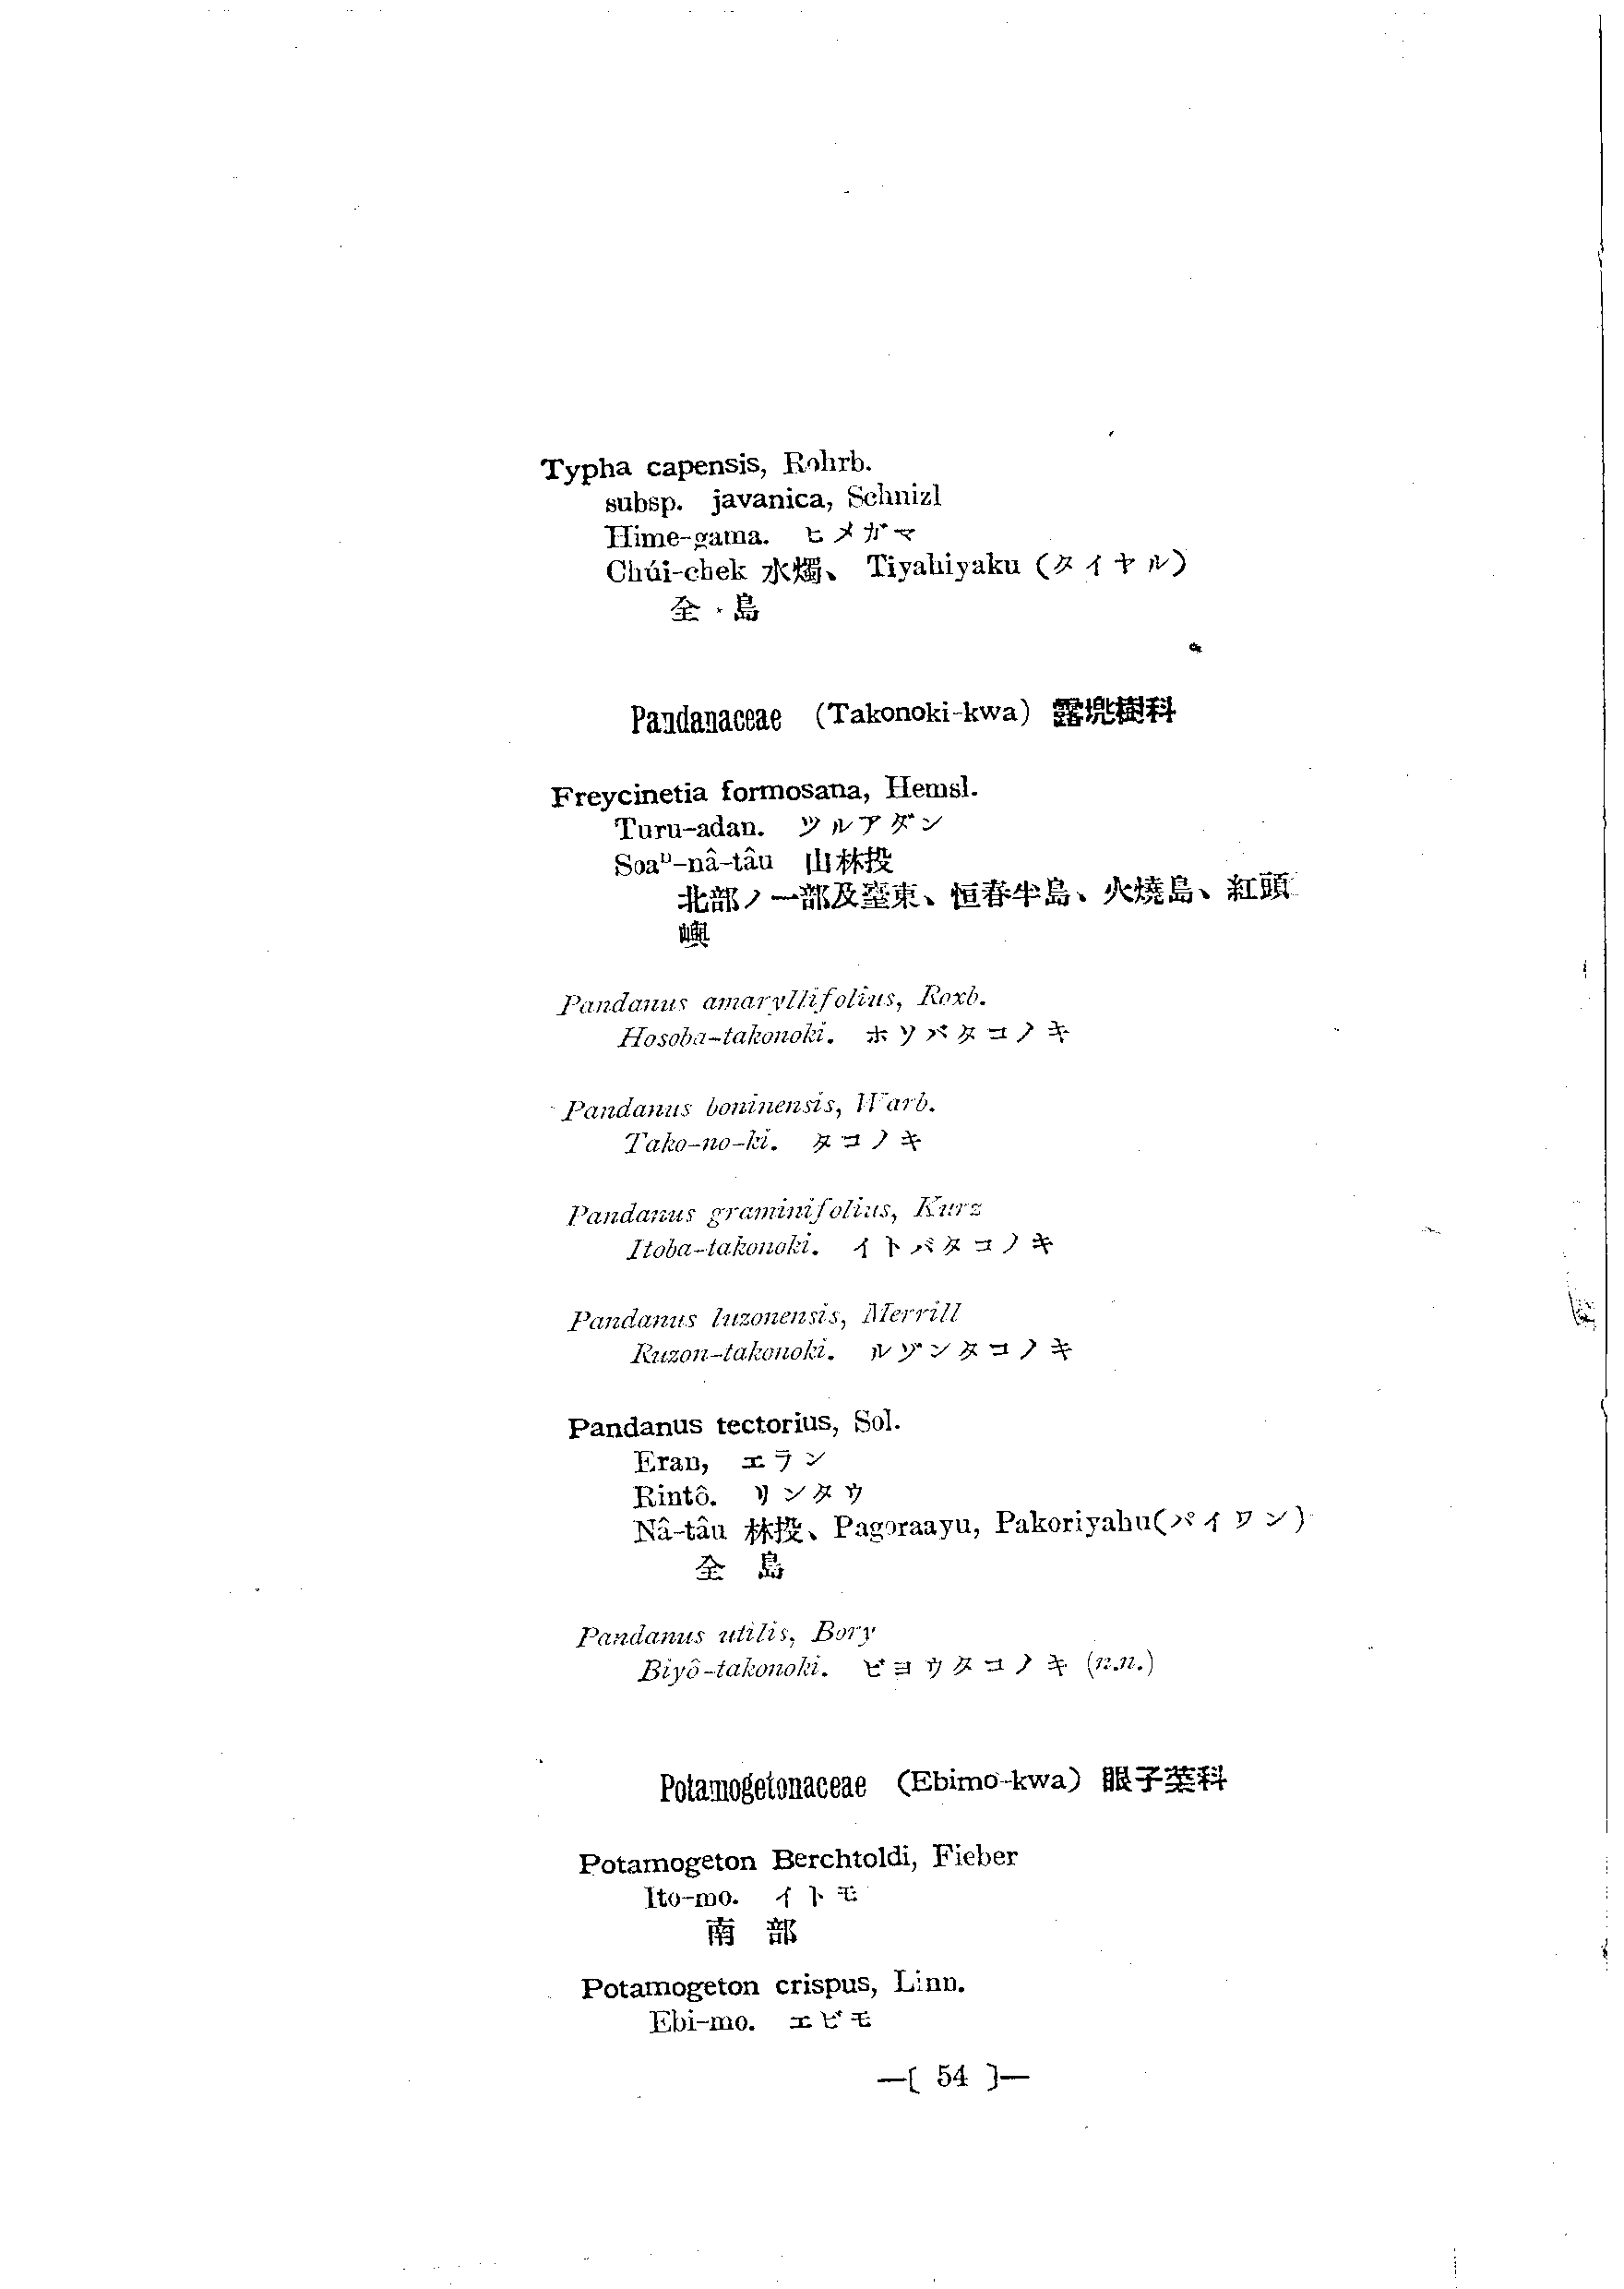 Typha capensis, Rohrb.
subsp. javanica, Schnizl
Hime-gama. ヒメガマ
Chúi-chek 水燭、 Tiyahiyaku (タイヤル)
全 島
Pandanaceae (Takonoki-kwa) 露兜樹科
Freycinetia formosana, Hemsl.
Turu-adan. ツルアダン
Soaⁿ-nâ-tâu 山林投
北部ノ一部及臺東、恒春半島、火燒島、紅頭
嶼
Pandanus amaryllifolius, Roxb.
Hosoba-takonoki. ホソバタコノキ
Pandanus boninensis, Warb.
Tako-no-ki. タコノキ
Pandanus graminifolius, Kurz
Itoba-takonoki. イトバタコノキ
Pandanus luzonensis, Merrill
Ruzon-takonoki. ルゾンタコノキ
Pandanus tectorius, Sol.
Eran, エラン
Rintô. リンタウ
Nâ-tâu 林投、Pagoraayu, Pakoriyahu(パイワン)
全 島
Pandanus utilis, Bory
Biyô-takonoki. ビヨウタコノキ (n.n.)
Potamogetonaceae (Ebimo-kwa) 眼子菜科
Potamogeton Berchtoldi, Fieber
Ito-mo. イトモ
南 部
Potamogeton crispus, Linn.
Ebi-mo. エビモ
—[ 54 ]—